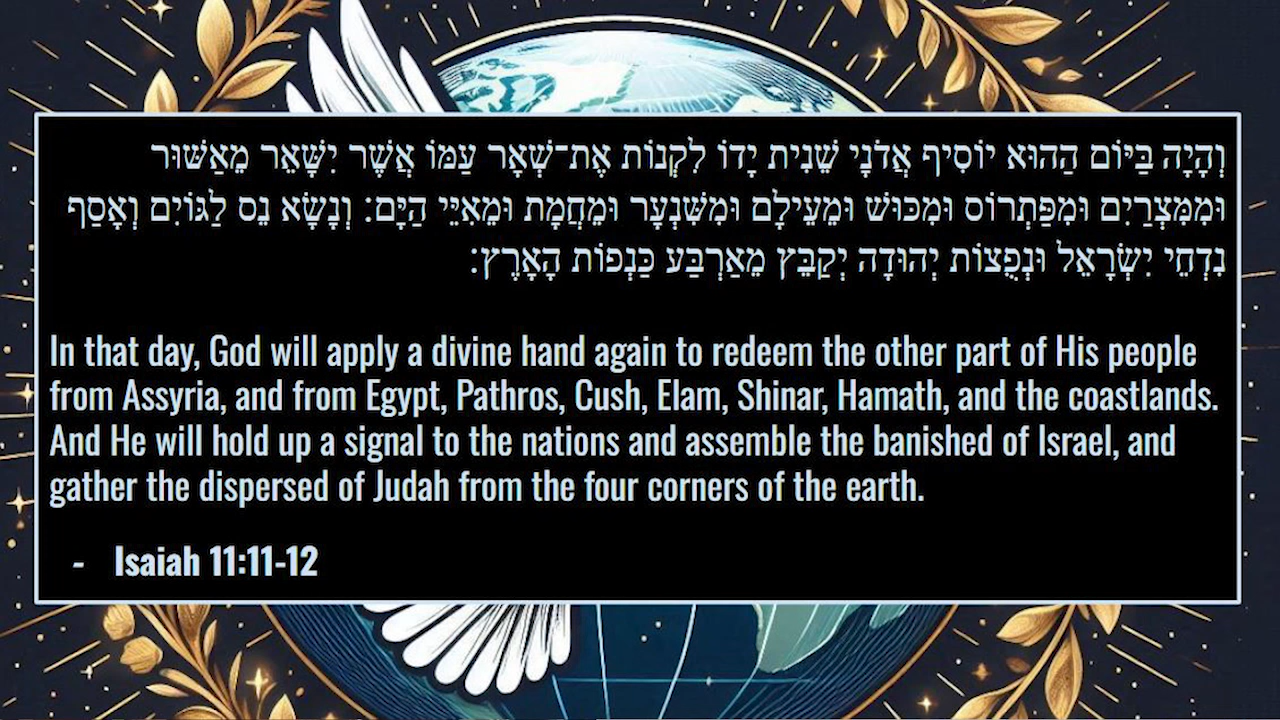 וְהָיָה בַּיּוֹם הַהוּא יוֹסִיף אֲדֹנָי שֵׁנִית יָדוֹ לִקְנוֹת אֶת־שְׁאָר עַמּוֹ אֲשֶׁר יִשָּׁאֵר מֵאַשּׁוּר
וּמִמִּצְרַיִם וּמִפַּתְרוֹס וּמִכּוּשׁ וּמֵעֵילָם וּמִשִּׁנְעָר וּמֵחֲמָת וּמֵאִיֵּי הַיָּם׃ וְנָשָׂא נֵס לַגּוֹיִם וְאָסַף
נִדְחֵי יִשְׂרָאֵל וּנְפֻצוֹת יְהוּדָה יְקַבֵּץ מֵאַרְבַּע כַּנְפוֹת הָאָרֶץ׃
In that day, God will apply a divine hand again to redeem the other part of His people
from Assyria, and from Egypt, Pathros, Cush, Elam, Shinar, Hamath, and the coastlands.
And He will hold up a signal to the nations and assemble the banished of Israel, and
gather the dispersed of Judah from the four corners of the earth.
- Isaiah 11:11-12